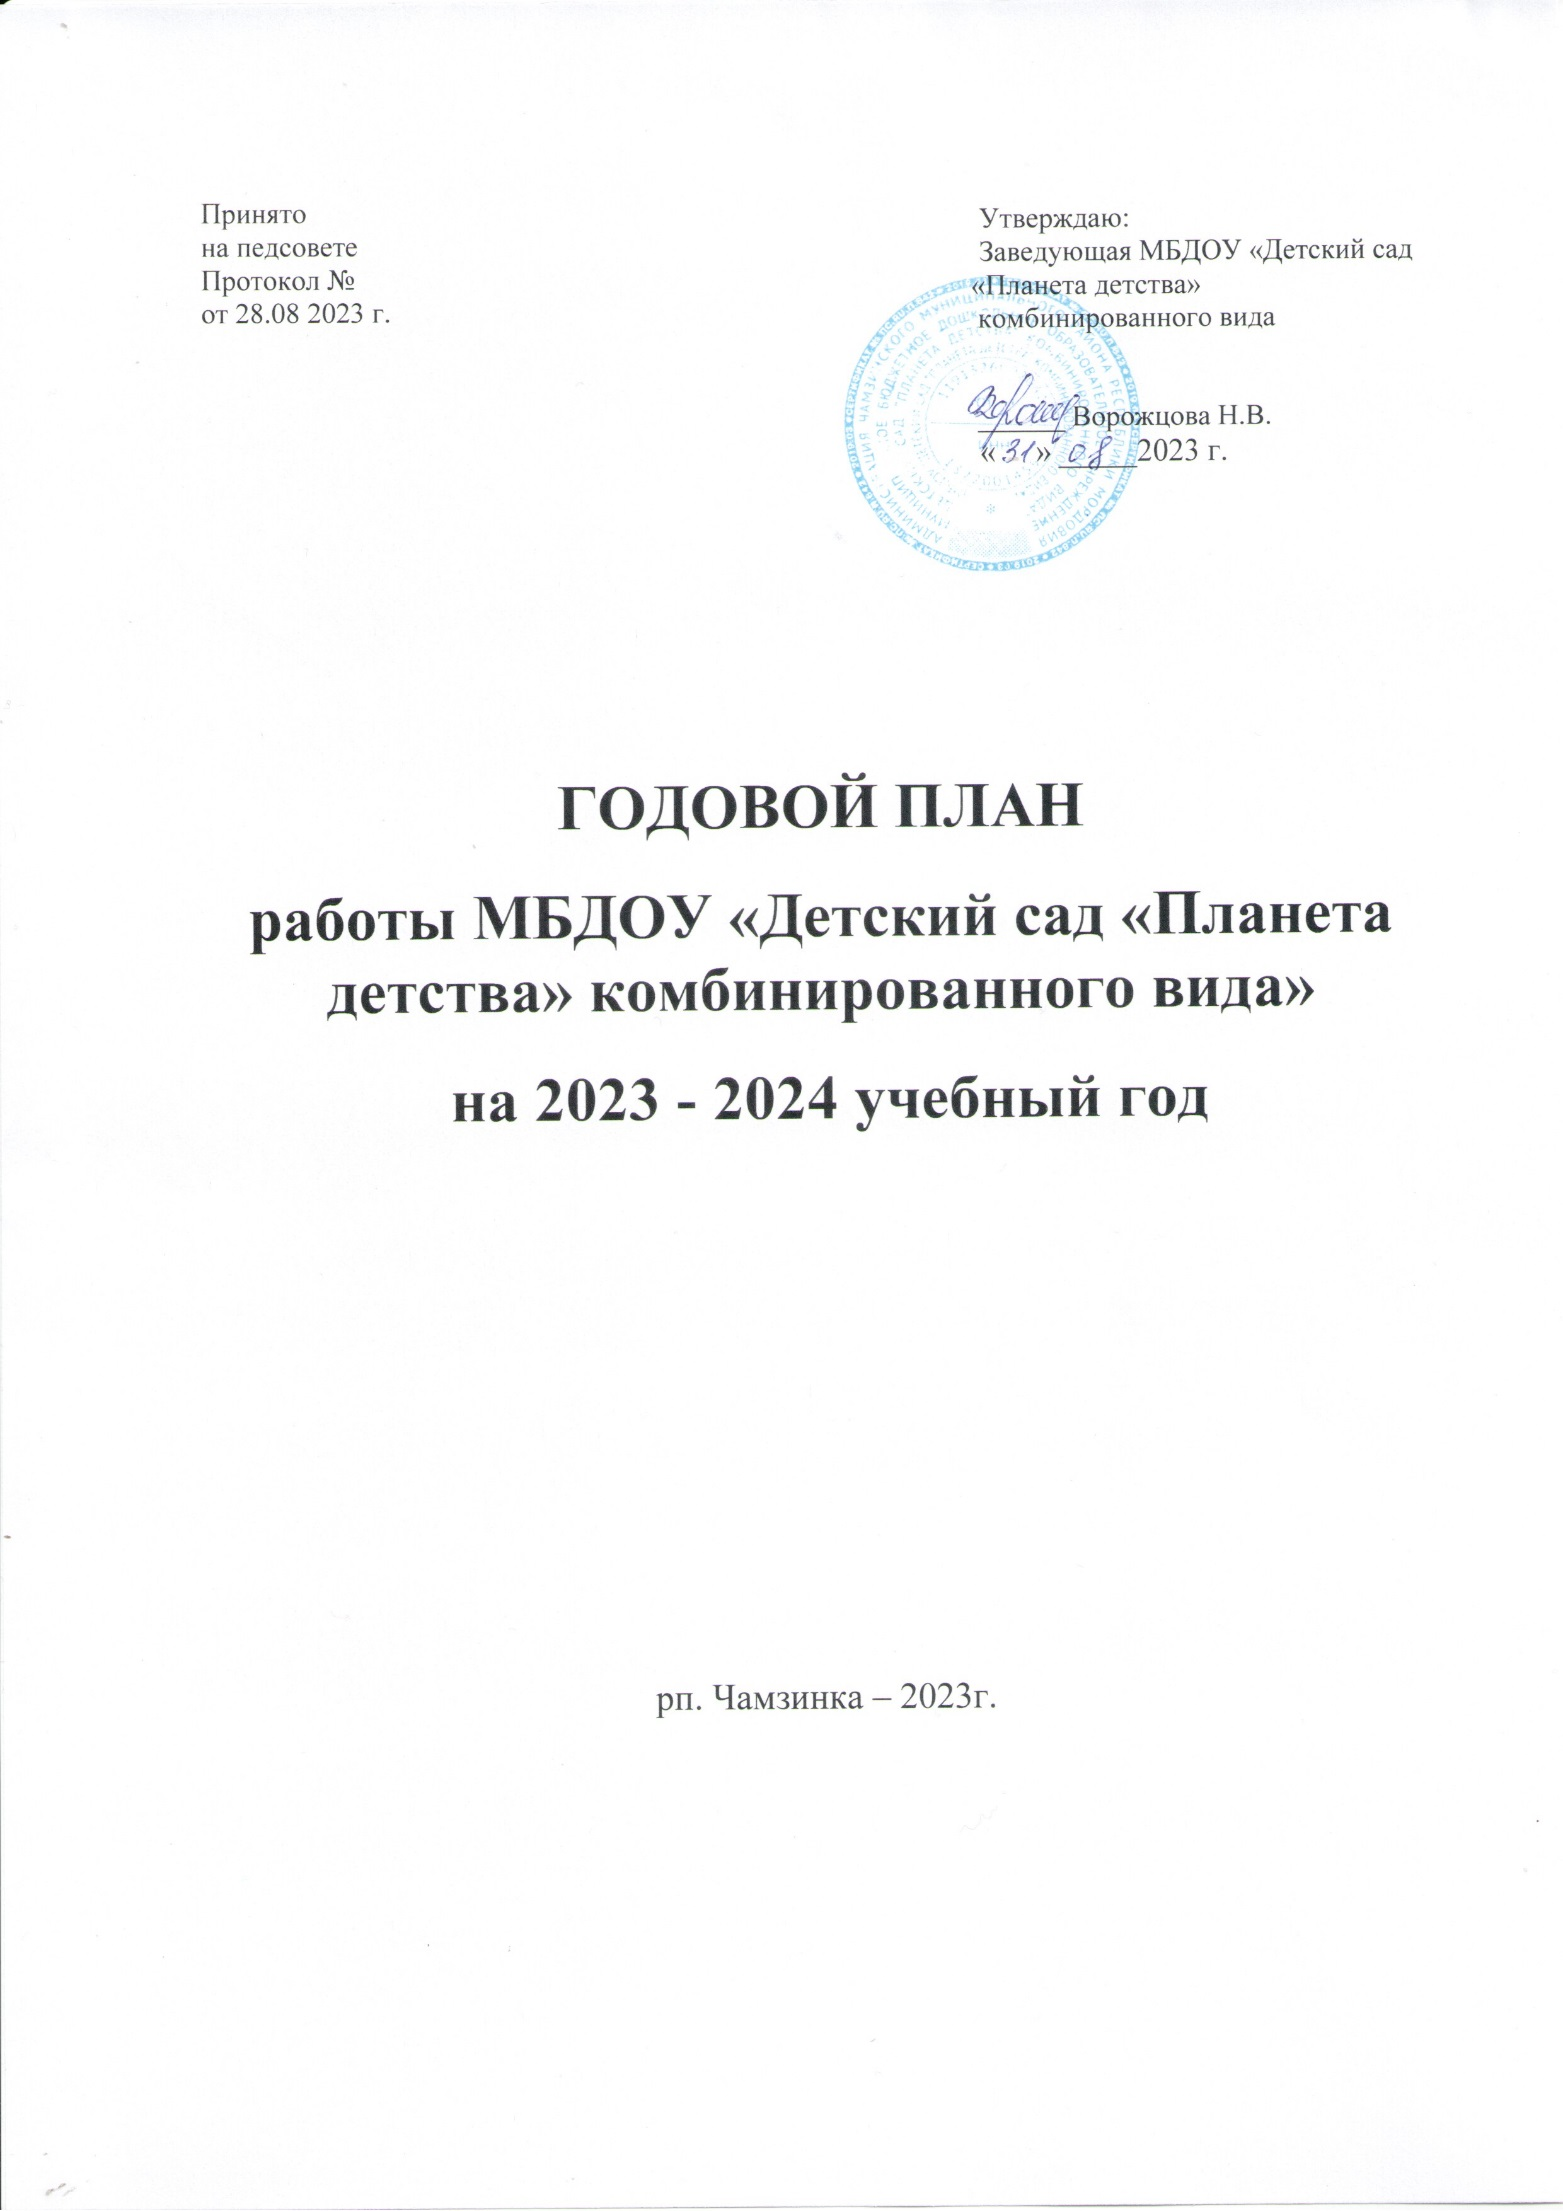 Принято
на педсовете
Протокол №
от 28.08 2023 г.
Утверждаю:
Заведующая МБДОУ «Детский сад
«Планета детства»
комбинированного вида
Ворожцова Н.В.
« 31 » 08 2023 г.
ГОДОВОЙ ПЛАН
работы МБДОУ «Детский сад «Планета
детства» комбинированного вида»
на 2023 - 2024 учебный год
рп. Чамзинка – 2023г.